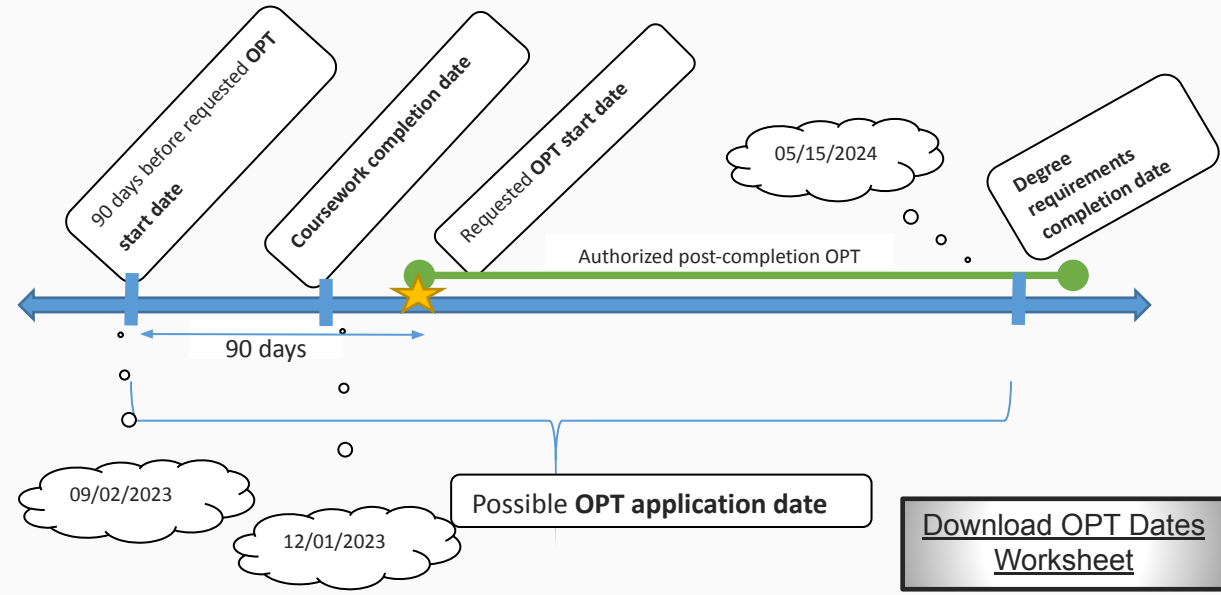 90 days before requested OPT
start date
Coursework completion date
Requested OPT start date
05/15/2024
Degree
requirements
completion date
Authorized post-completion OPT
90 days
09/02/2023
12/01/2023
Possible OPT application date
Download OPT Dates
Worksheet